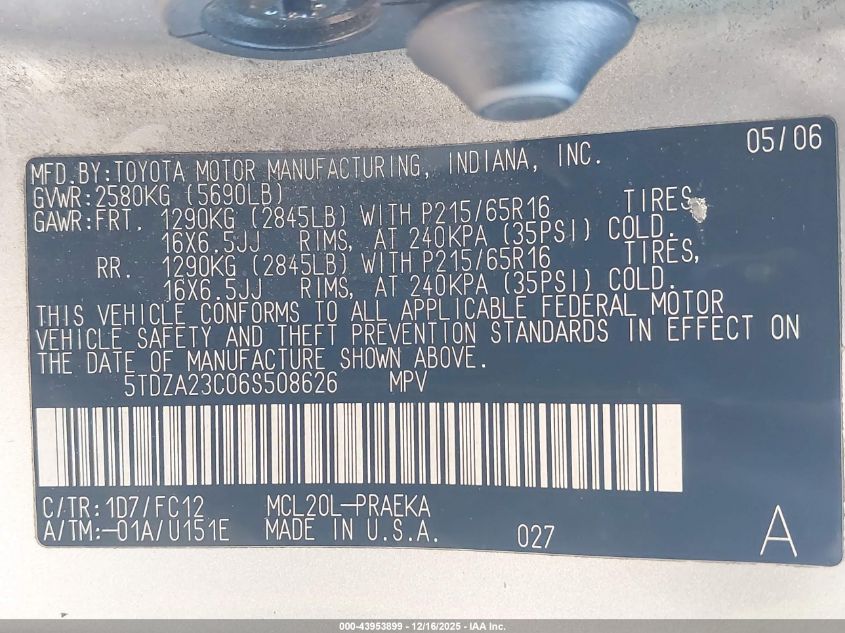 05/06
MFD.BY:TOYOTA MOTOR MANUFACTURING, INDIANA, INC.
GVWR:2580KG (5690LB)
GAWR:FRT. 1290KG (2845LB) WITH P215/65R16 TIRES,
16X6.5JJ RIMS, AT 240KPA (35PSI) COLD.
RR. 1290KG (2845LB) WITH P215/65R16 TIRES,
16X6.5JJ RIMS, AT 240KPA (35PSI) COLD.
THIS VEHICLE CONFORMS TO ALL APPLICABLE FEDERAL MOTOR
VEHICLE SAFETY AND THEFT PREVENTION STANDARDS IN EFFECT ON
THE DATE OF MANUFACTURE SHOWN ABOVE.
5TDZA23C06S508626 MPV
C/TR:1D7/FC12 MCL20L-PRAEKA
A/TM:-01A/U151E MADE IN U.S.A. 027 A
000-43953899 - 12/16/2025 - IAA Inc.